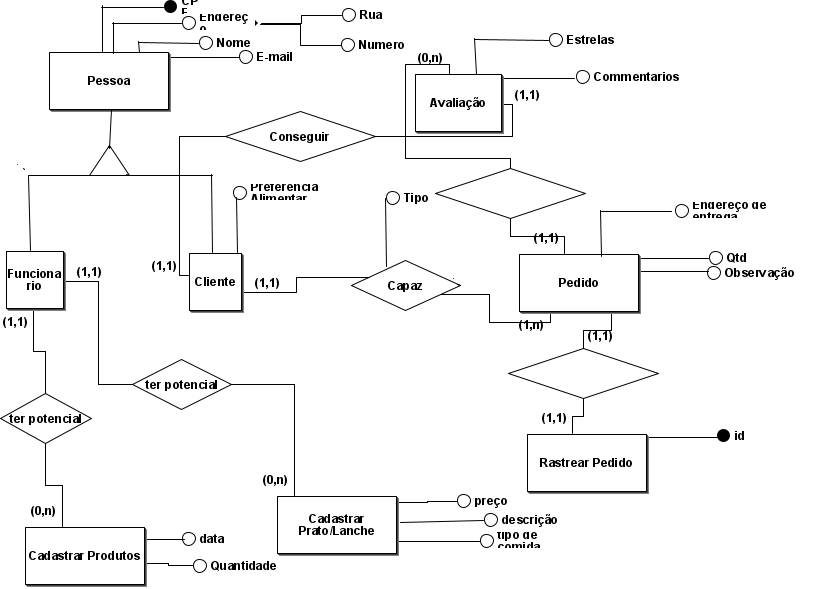 Endereç
Rua
Nome
Numero
E-mail
Pessoa
(0,n)
Estrelas
Commentarios
Avaliação
(1,1)
Conseguir
Preferencia
Alimentar
Tipo
Endereço de
entrega
(1,1)
(1,1)
(1,1)
Funciona
rio
(1,1)
Cliente
(1,1)
Capaz
Pedido
Qtd
Observação
(1,n)
(1,1)
ter potencial
ter potencial
(1,1)
id
Rastrear Pedido
(0,n)
(0,n)
Cadastrar
Prato/Lanche
preço
descrição
tipo de
comida
Cadastrar Produtos
data
Quantidade